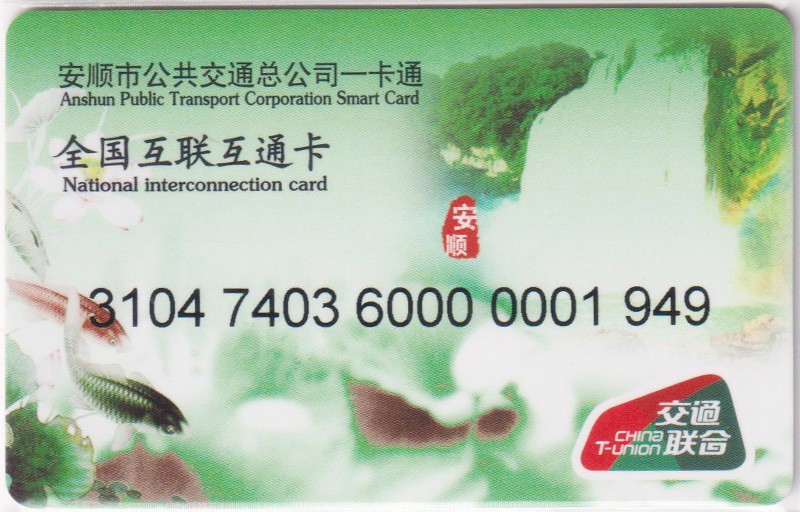 安顺市公共交通总公司一卡通
Anshun Public Transport Corporation Smart Card
全国互联互通卡
National interconnection card
安
顺
3104 7403 6000 0001 949
交通
CHINA
T-UNION 联合